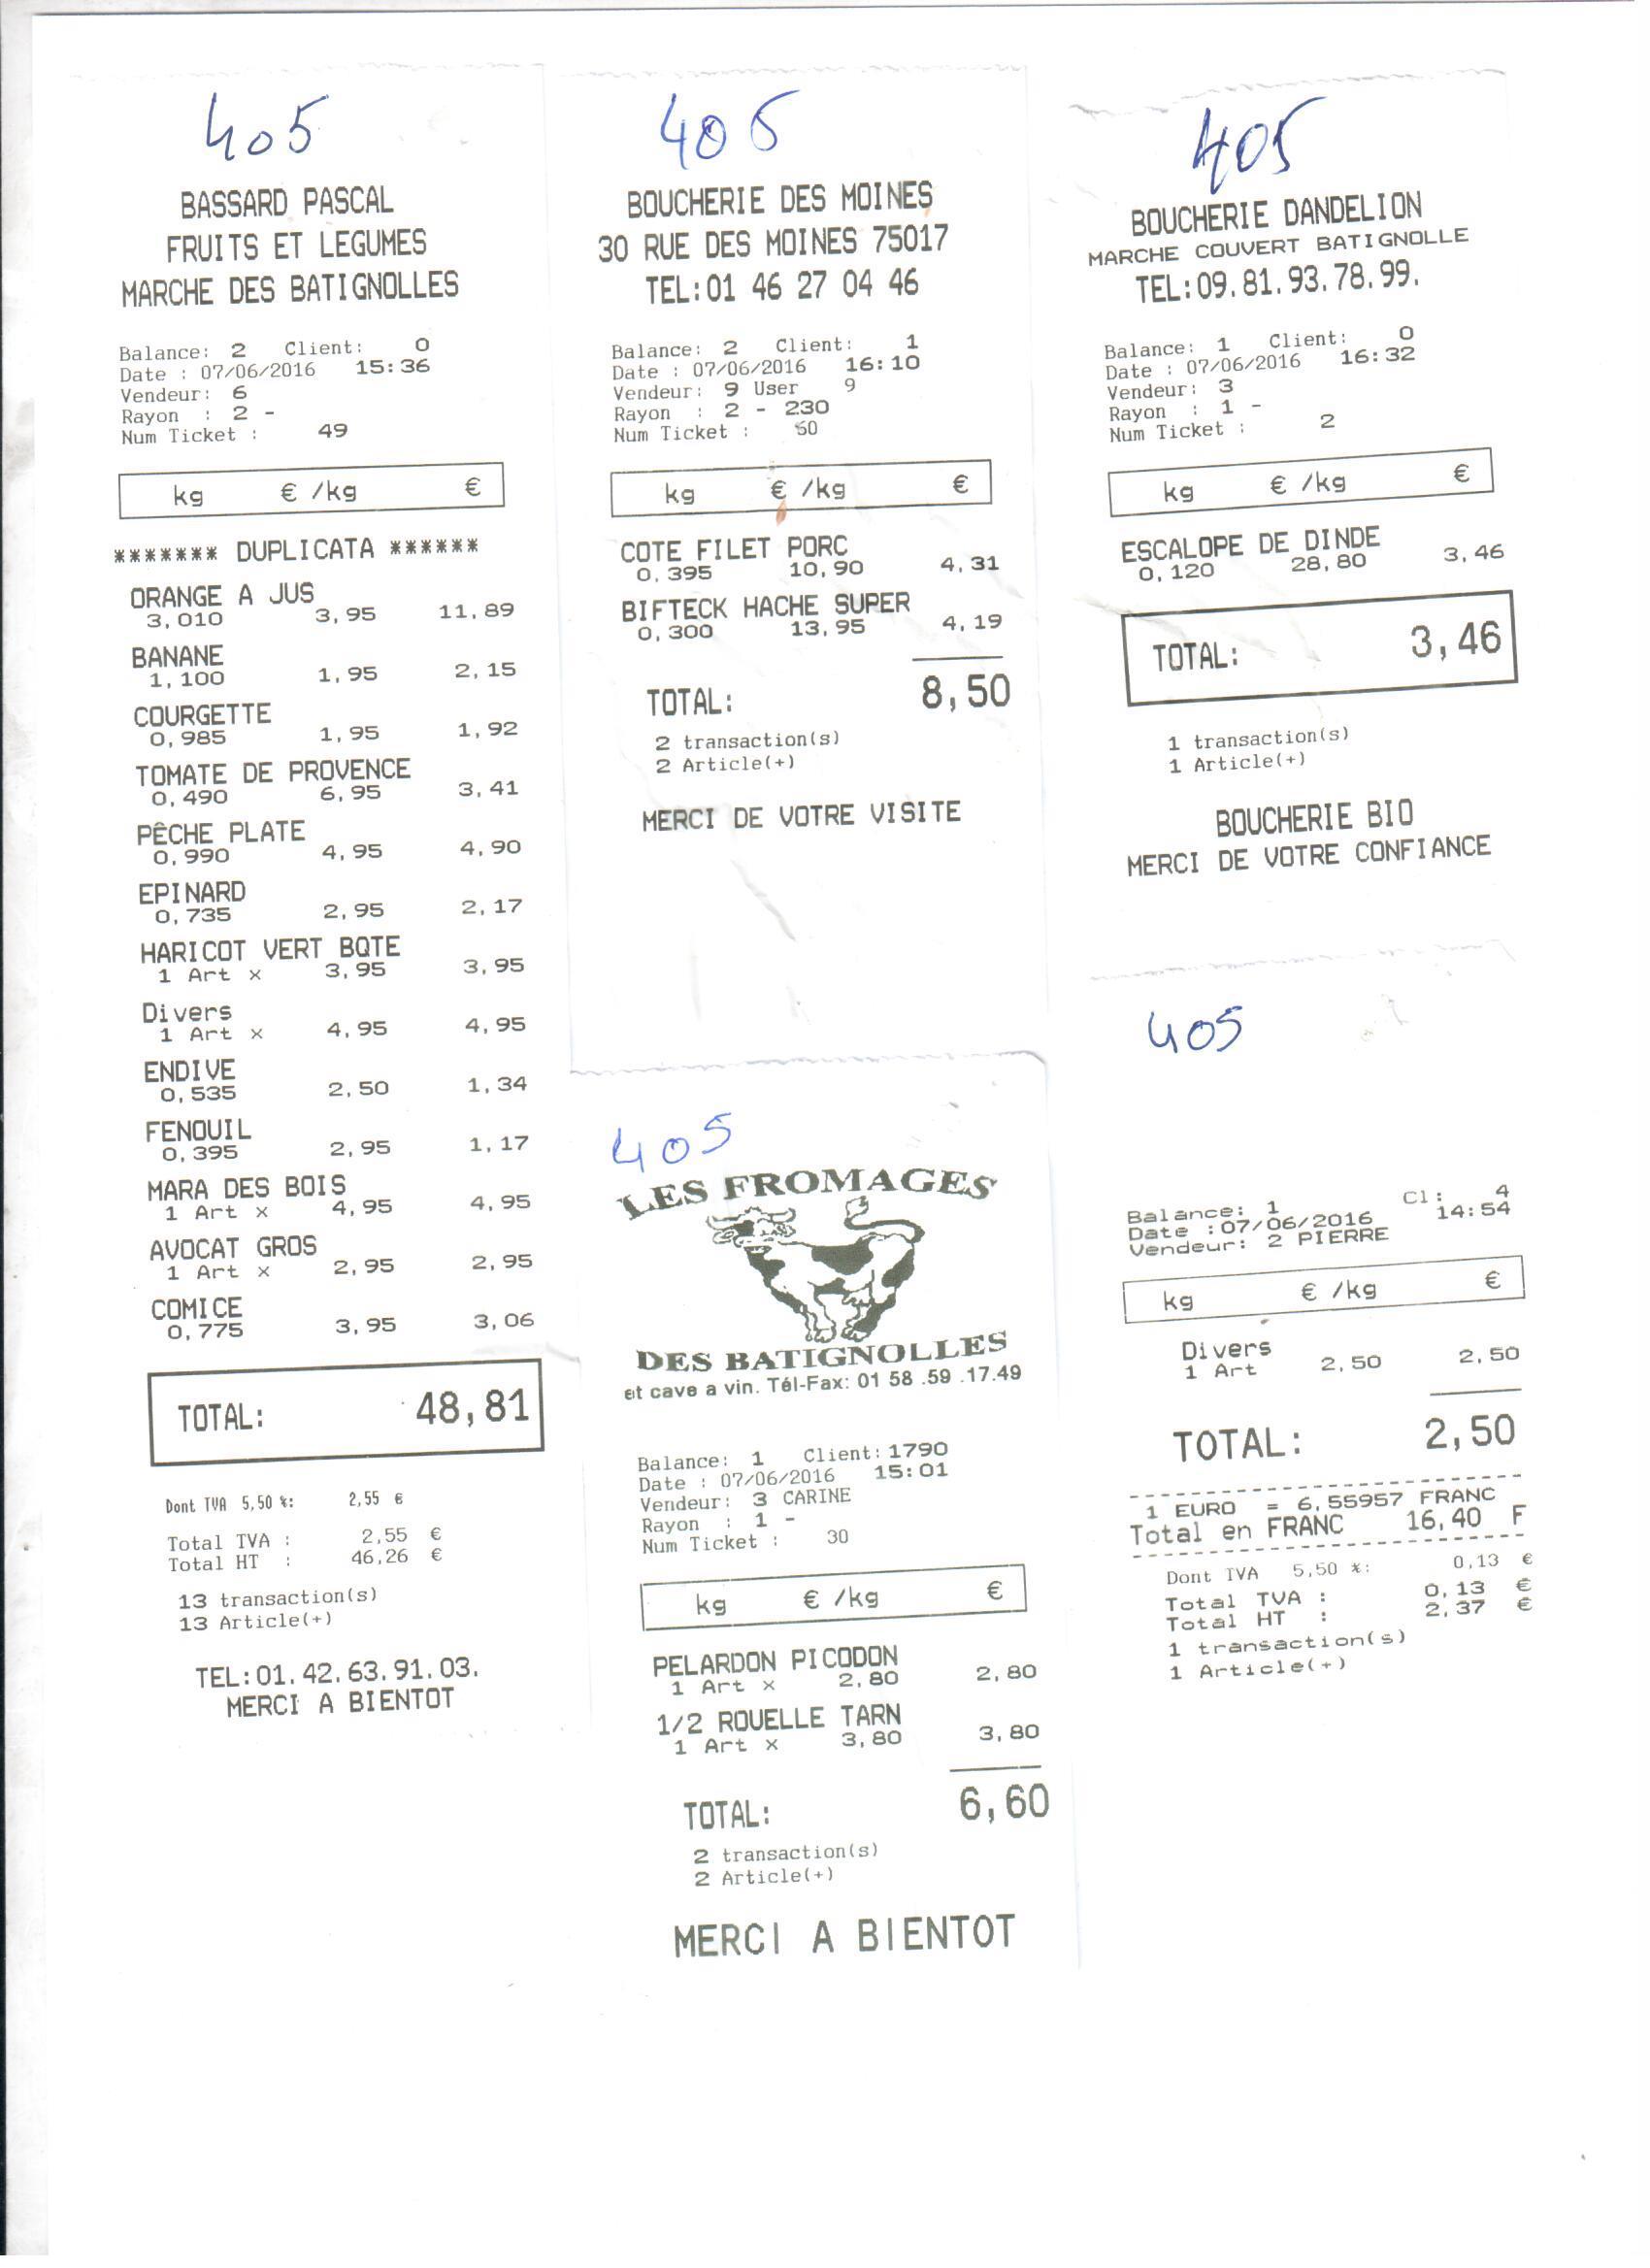 405
BASSARD PASCAL
FRUITS ET LEGUMES
MARCHE DES BATIGNOLLES
Balance: 2 Client: 0
Date : 07/06/2016 15:36
Vendeur: 6
Rayon : 2 -
Num Ticket : 49
kg € /kg €
******* DUPLICATA ******
ORANGE A JUS
3,010 3,95 11,89
BANANE
1,100 1,95 2,15
COURGETTE
0,985 1,95 1,92
TOMATE DE PROVENCE
0,490 6,95 3,41
PÊCHE PLATE
0,990 4,95 4,90
EPINARD
0,735 2,95 2,17
HARICOT VERT BQTE
1 Art x 3,95 3,95
Divers
1 Art x 4,95 4,95
ENDIVE
0,535 2,50 1,34
FENOUIL
0,395 2,95 1,17
MARA DES BOIS
1 Art x 4,95 4,95
AVOCAT GROS
1 Art x 2,95 2,95
COMICE
0,775 3,95 3,06
TOTAL: 48,81
Dont TVA 5,50 %: 2,55 €
Total TVA : 2,55 €
Total HT : 46,26 €
13 transaction(s)
13 Article(+)
TEL:01.42.63.91.03.
MERCI A BIENTOT
405
BOUCHERIE DES MOINES
30 RUE DES MOINES 75017
TEL:01 46 27 04 46
Balance: 2 Client: 1
Date : 07/06/2016 16:10
Vendeur: 9 User 9
Rayon : 2 - 230
Num Ticket : 50
kg € /kg €
COTE FILET PORC
0,395 10,90 4,31
BIFTECK HACHE SUPER
0,300 13,95 4,19
TOTAL: 8,50
2 transaction(s)
2 Article(+)
MERCI DE VOTRE VISITE
405
LES FROMAGES
DES BATIGNOLLES
et cave a vin. Tél-Fax: 01 58 .59 .17.49
Balance: 1 Client: 1790
Date : 07/06/2016 15:01
Vendeur: 3 CARINE
Rayon : 1 -
Num Ticket : 30
kg € /kg €
PELARDON PICODON
1 Art x 2,80 2,80
1/2 ROUELLE TARN
1 Art x 3,80 3,80
TOTAL: 6,60
2 transaction(s)
2 Article(+)
MERCI A BIENTOT
405
BOUCHERIE DANDELION
MARCHE COUVERT BATIGNOLLE
TEL:09.81.93.78.99.
Balance: 1 Client: 0
Date : 07/06/2016 16:32
Vendeur: 3
Rayon : 1 -
Num Ticket : 2
kg € /kg €
ESCALOPE DE DINDE
0,120 28,80 3,46
TOTAL: 3,46
1 transaction(s)
1 Article(+)
BOUCHERIE BIO
MERCI DE VOTRE CONFIANCE
405
Balance: 1 Cl: 4
Date :07/06/2016 14:54
Vendeur: 2 PIERRE
kg € /kg €
Divers
1 Art 2,50 2,50
TOTAL: 2,50
1 EURO = 6,55957 FRANC
Total en FRANC 16,40 F
Dont TVA 5,50 %: 0,13 €
Total TVA : 0,13 €
Total HT : 2,37 €
1 transaction(s)
1 Article(+)